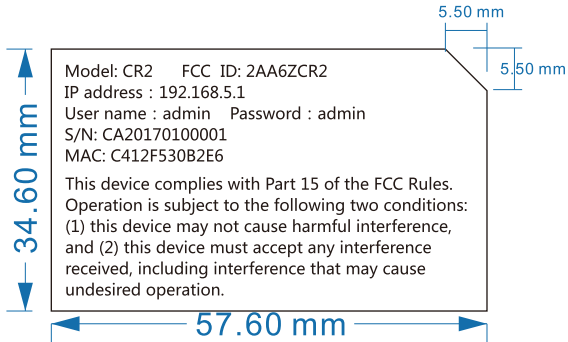 5.50 mm
5.50 mm
Model: CR2 FCC ID: 2AA6ZCR2
IP address : 192.168.5.1
User name : admin Password : admin
S/N: CA20170100001
MAC: C412F530B2E6
This device complies with Part 15 of the FCC Rules.
Operation is subject to the following two conditions:
(1) this device may not cause harmful interference,
and (2) this device must accept any interference
received, including interference that may cause
undesired operation.
34.60 mm
57.60 mm